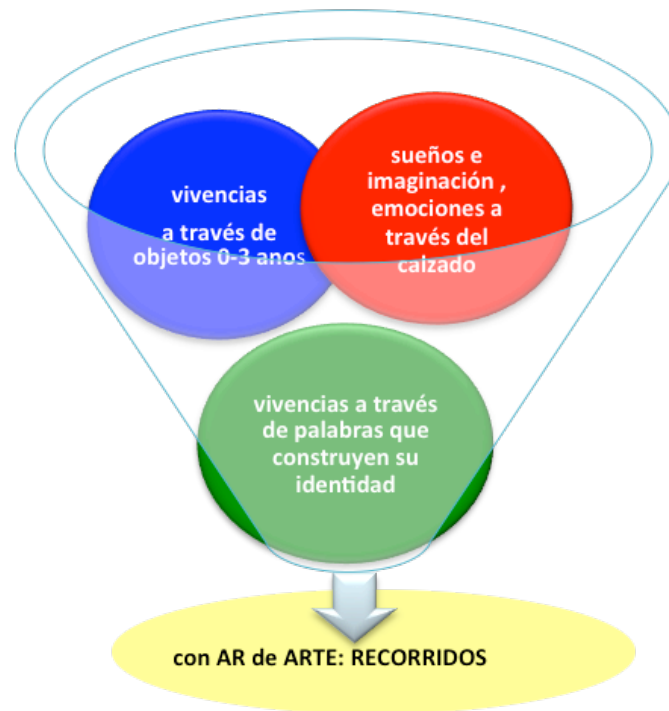 vivencias
a través de
objetos 0-3 anos
sueños e
imaginación ,
emociones a
través del
calzado
vivencias a través
de palabras que
construyen su
identidad
con AR de ARTE: RECORRIDOS